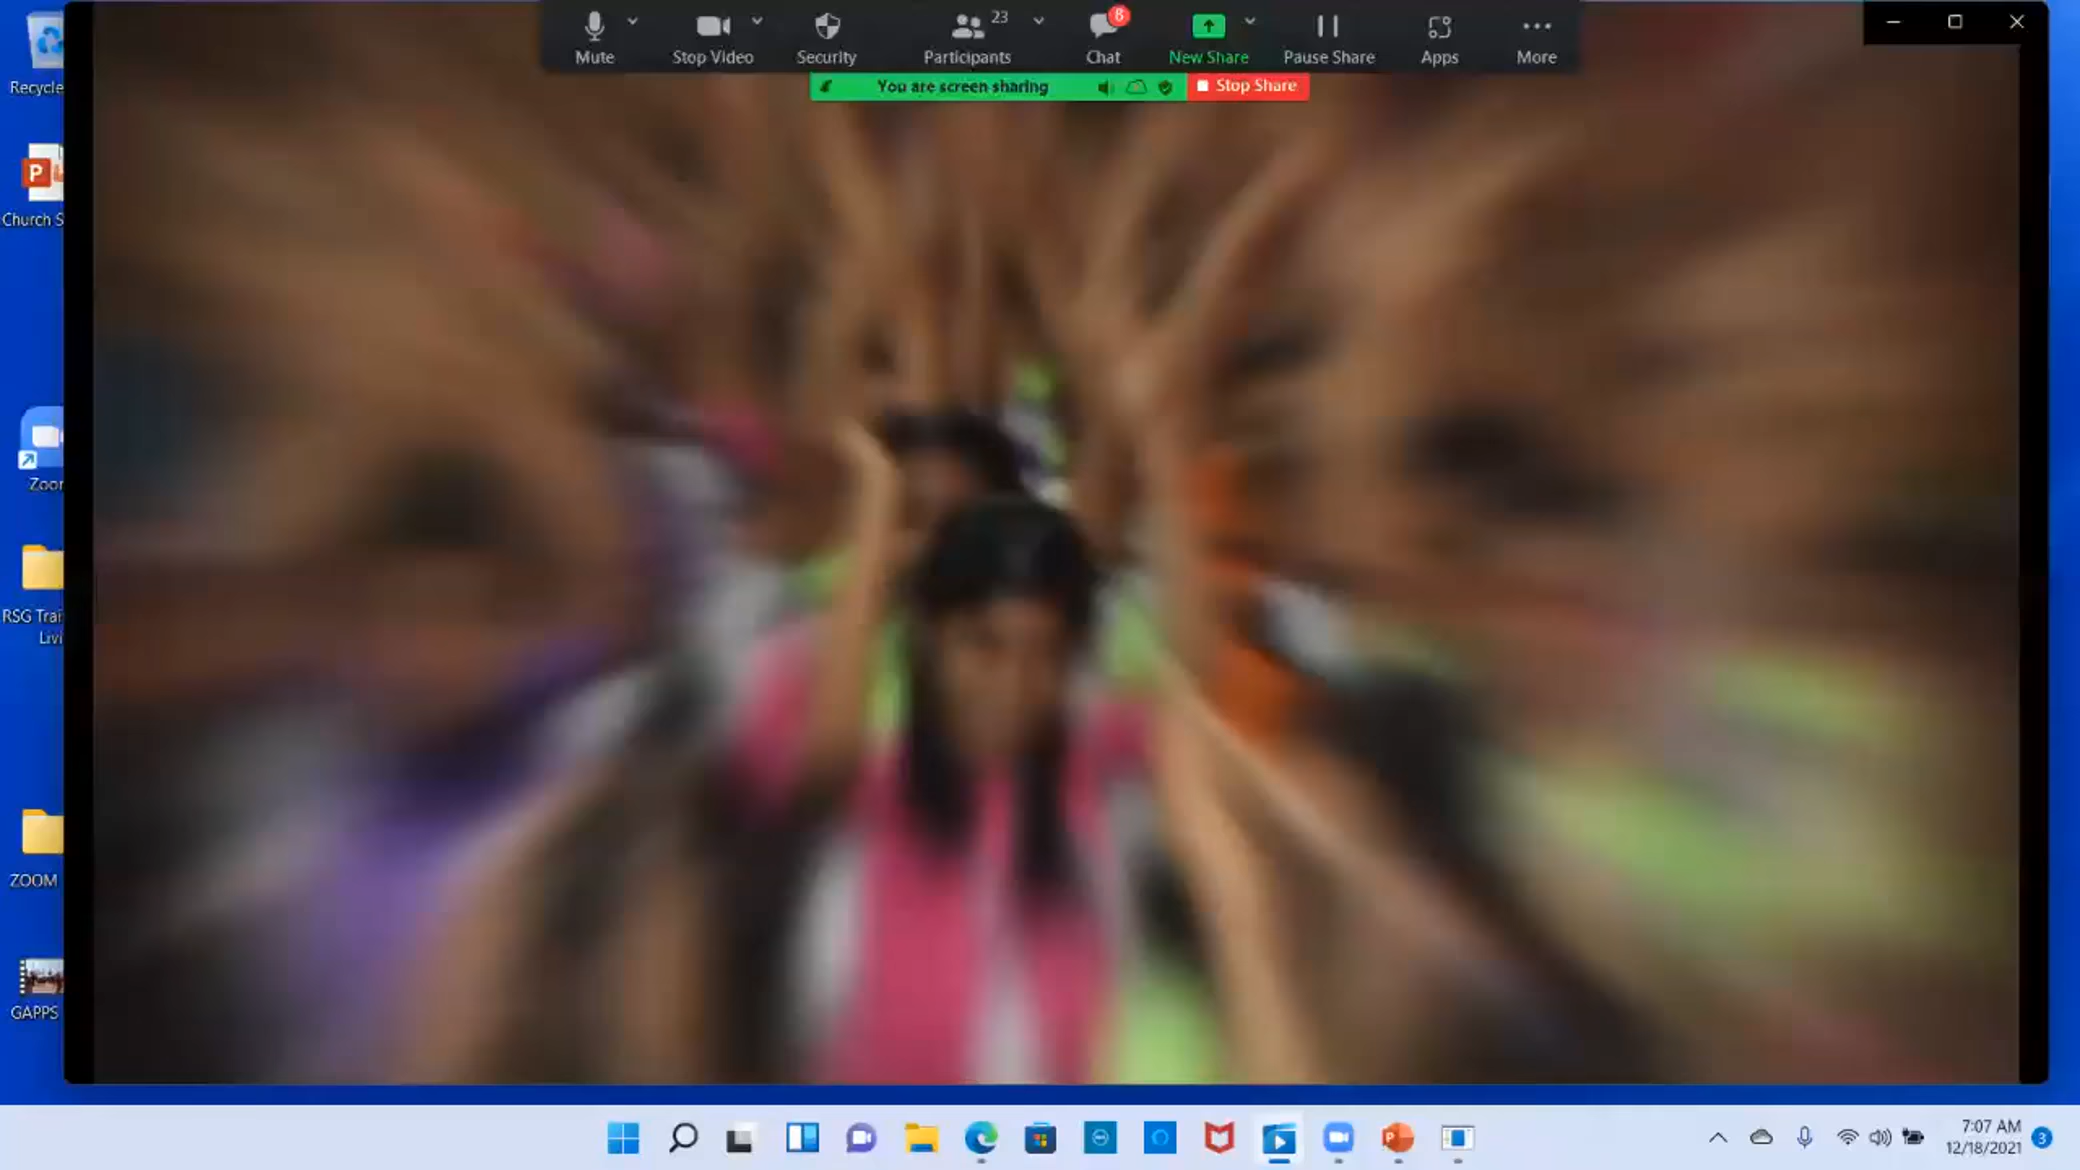 Mute
Stop Video
Security
Participants
23
Chat
8
New Share
Pause Share
Apps
More
You are screen sharing
Stop Share
Recycle
Church S
Zoor
RSG Trai
Livi
ZOOM
GAPPS
7:07 AM
12/18/2021
3